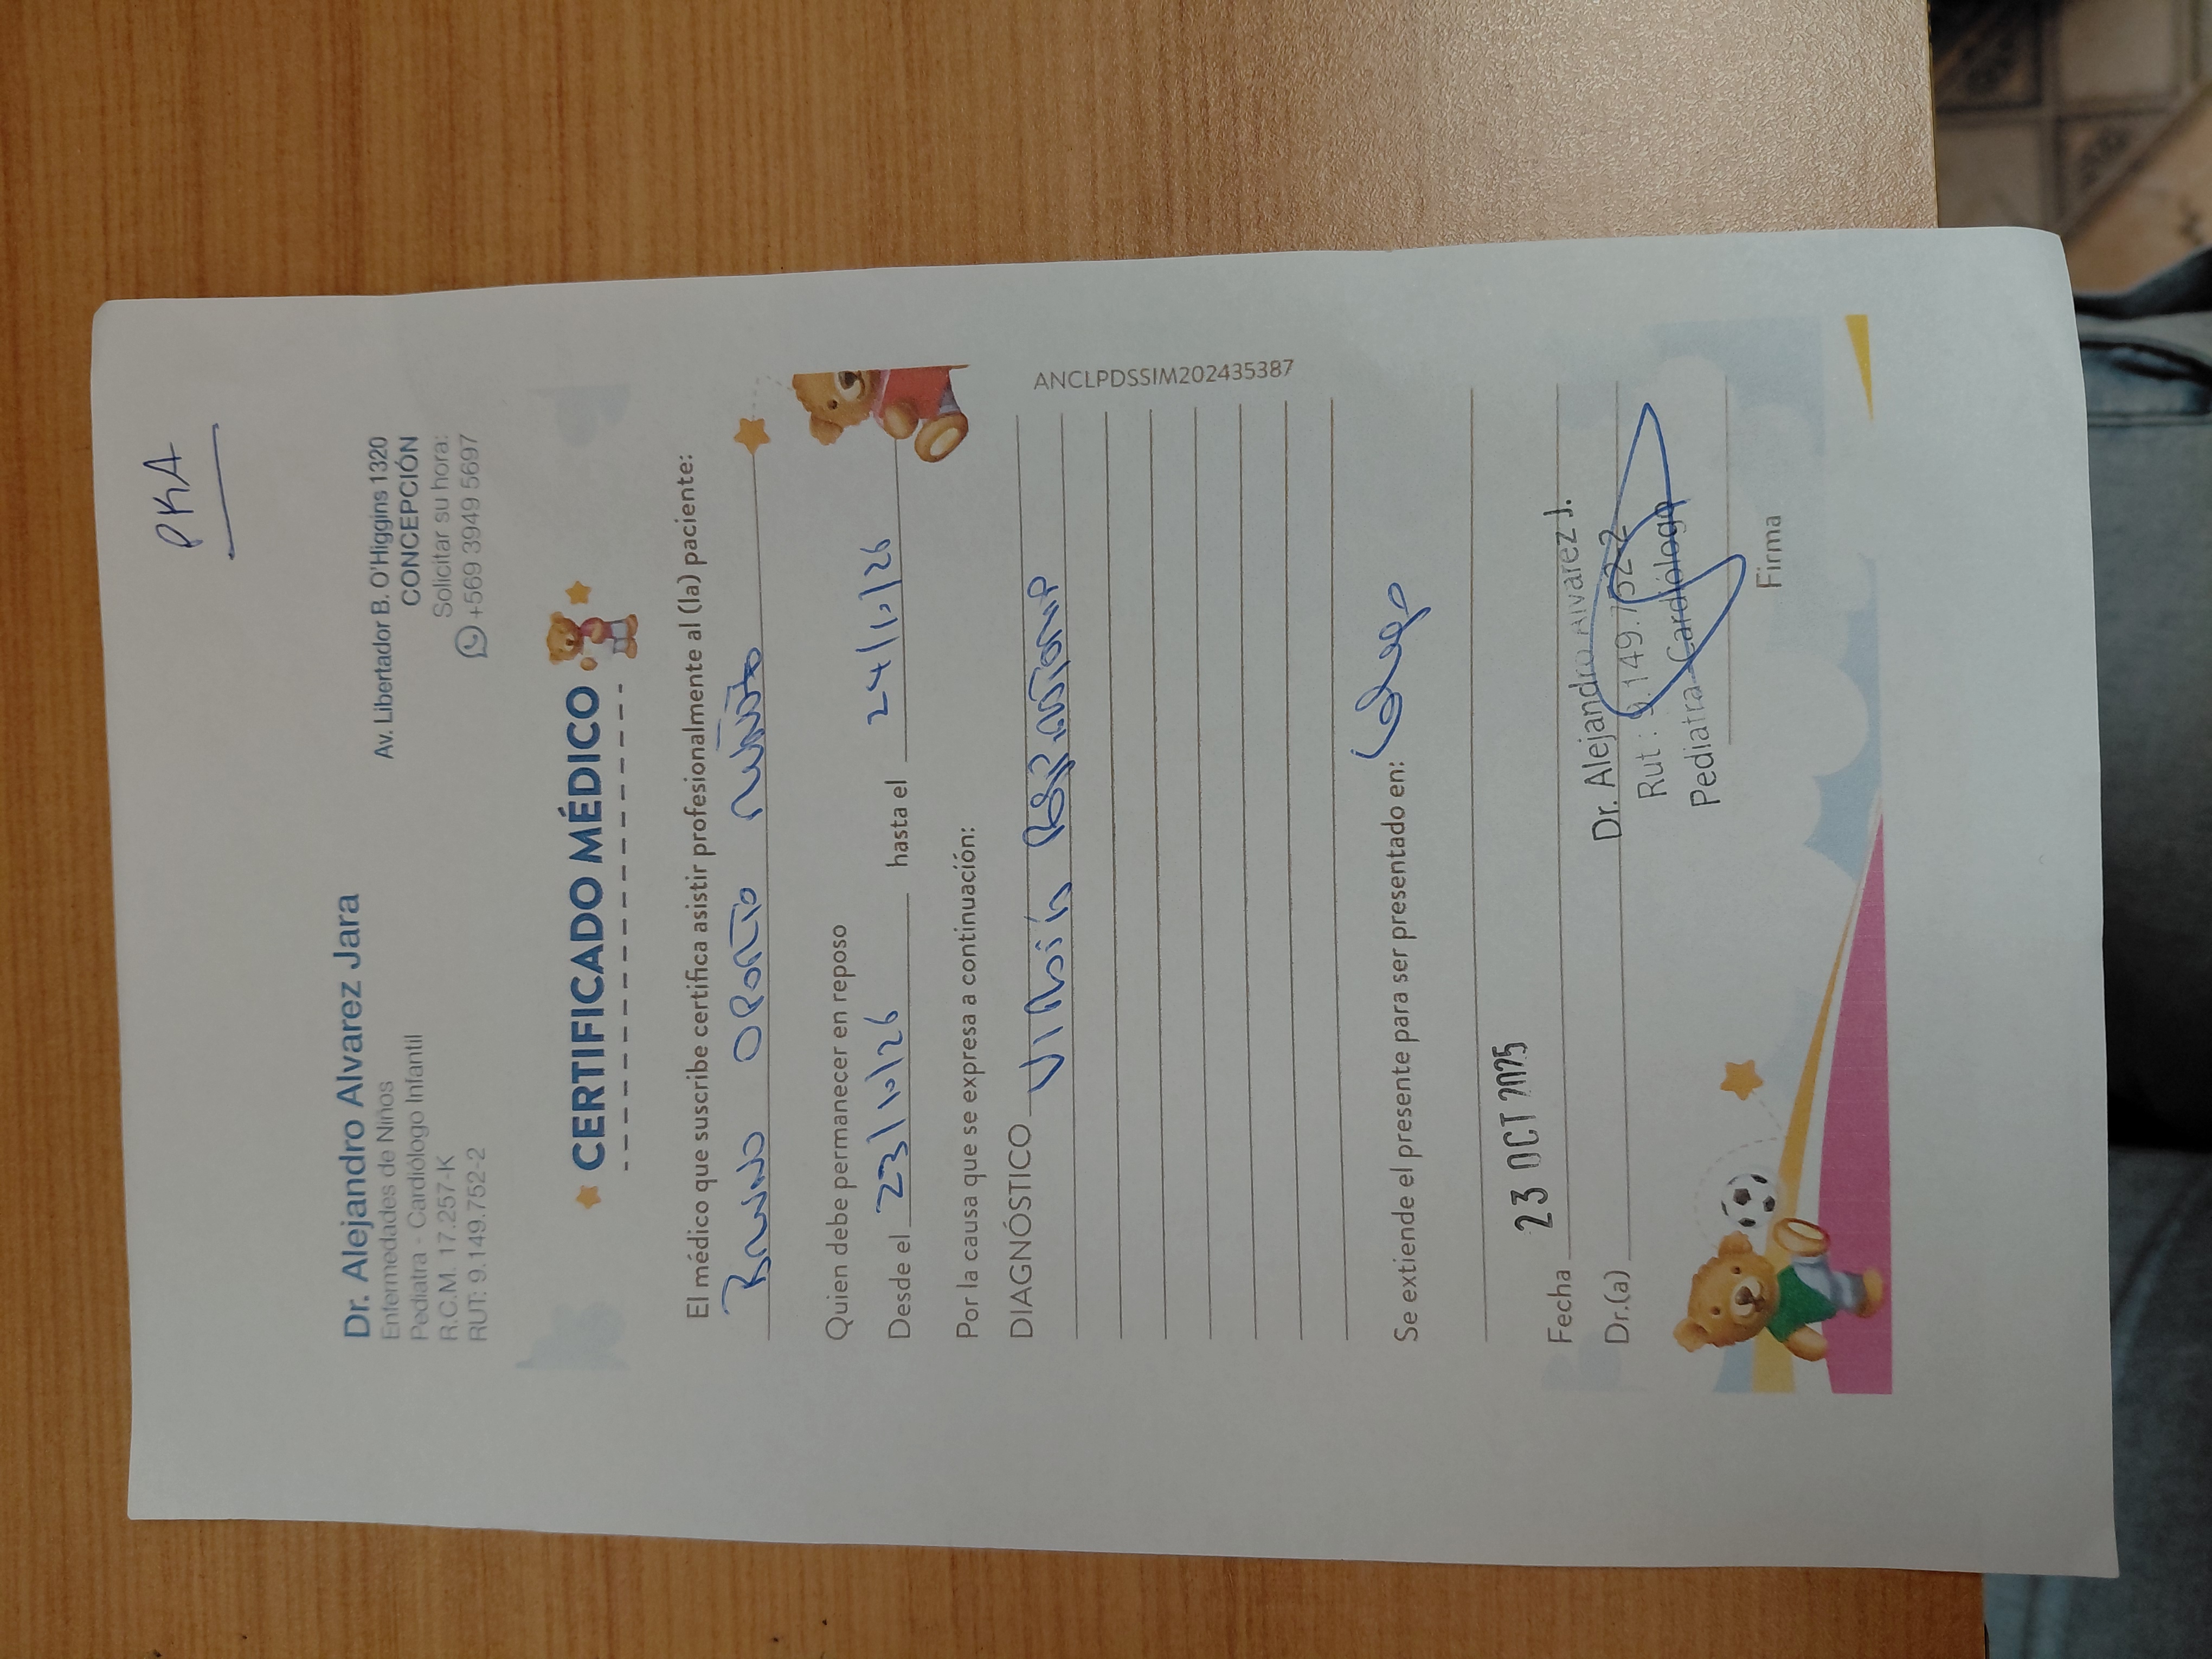 PKA
Dr. Alejandro Alvarez Jara
Enfermedades de Niños
Pediatra - Cardiólogo Infantil
R.C.M. 17.257-K
RUT: 9.149.752-2
Av. Libertador B. O'Higgins 1320
CONCEPCIÓN
Solicitar su hora:
+569 3949 5697
CERTIFICADO MÉDICO
El médico que suscribe certifica asistir profesionalmente al (la) paciente:
Bruno Oportо
Quien debe permanecer en reposo
Desde el 23/10/26 hasta el 24/10/26
Por la causa que se expresa a continuación:
DIAGNÓSTICO
ANCLPDSSIM202435387
Se extiende el presente para ser presentado en:
Fecha 23 OCT 2025
Dr.(a) Dr. Alejandro Alvarez J.
Rut: 9.149.752-2
Pediatra - Cardiólogo
Firma